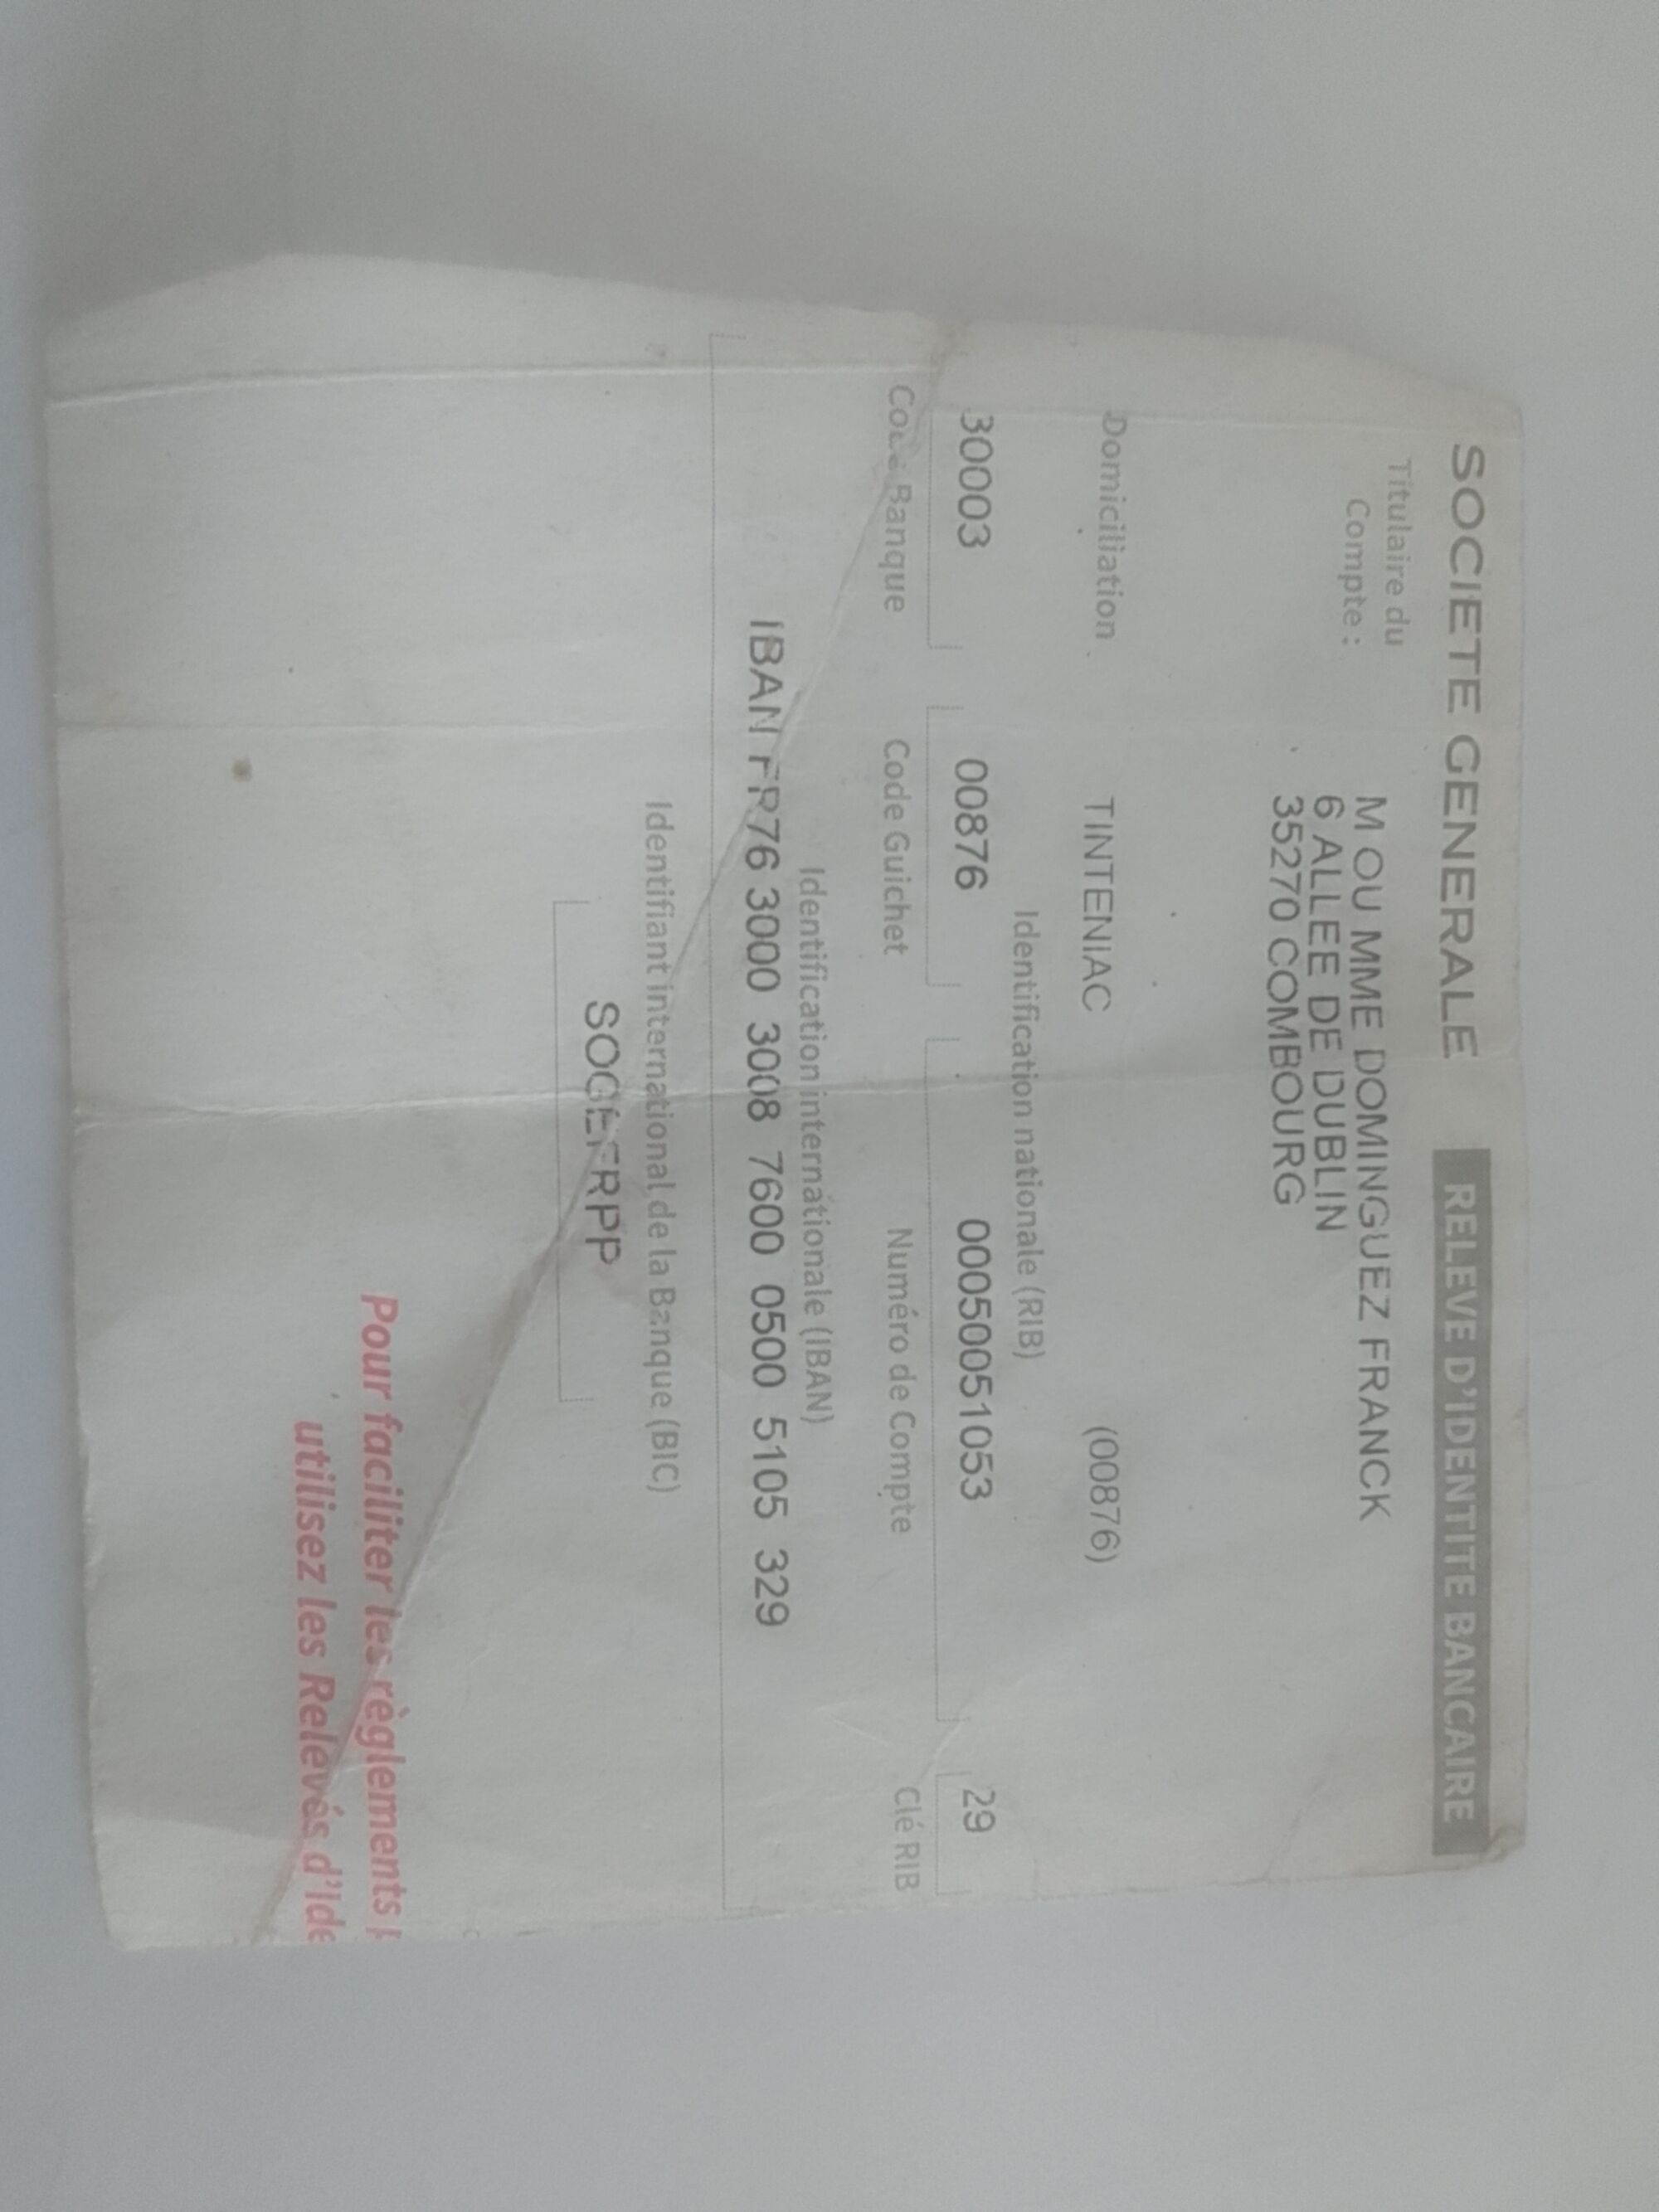 SOCIETE GENERALE RELEVE D'IDENTITE BANCAIRE
Titulaire du
Compte :
M OU MME DOMINGUEZ FRANCK
6 ALLEE DE DUBLIN
35270 COMBOURG
Domiciliation TINTENIAC (00876)
Identification nationale (RIB)
30003 00876 00050051053 29
Code Banque Code Guichet Numéro de Compte Clé RIB
Identification internationale (IBAN)
IBAN FR76 3000 3008 7600 0500 5105 329
Identifiant international de la Banque (BIC)
SOGEFRPP
Pour faciliter les règlements
utilisez les Relevés d'Ide